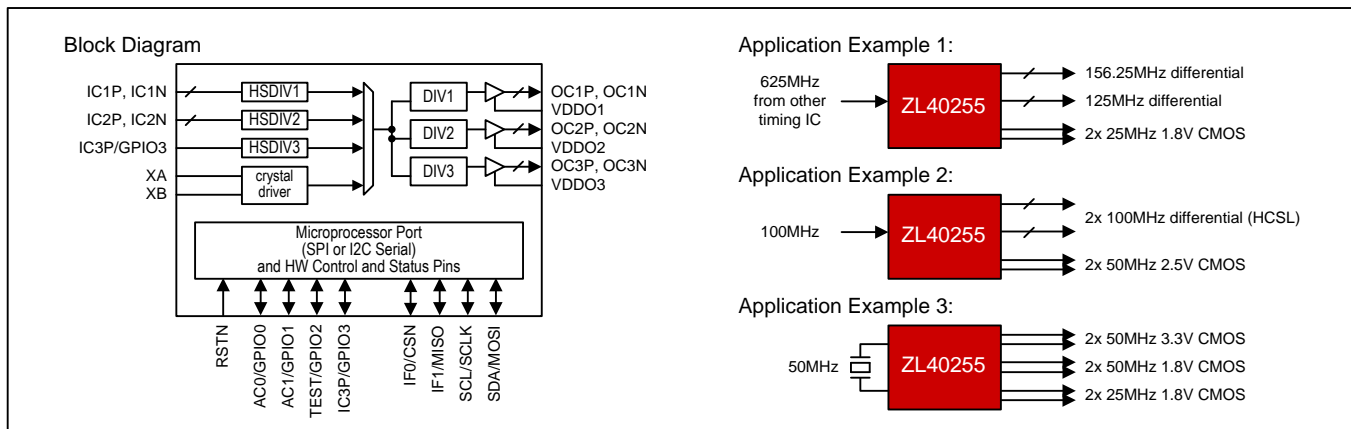 Block Diagram
IC1P, IC1N
IC2P, IC2N
IC3P/GPIO3
XA
XB
HSDIV1
HSDIV2
HSDIV3
crystal
driver
DIV1
DIV2
DIV3
OC1P, OC1N
VDDO1
OC2P, OC2N
VDDO2
OC3P, OC3N
VDDO3
Microprocessor Port
(SPI or I2C Serial)
and HW Control and Status Pins
RSTN
AC0/GPIO0
AC1/GPIO1
TEST/GPIO2
IC3P/GPIO3
IF0/CSN
IF1/MISO
SCL/SCLK
SDA/MOSI
Application Example 1:
625MHz
from other
timing IC
ZL40255
156.25MHz differential
125MHz differential
2x 25MHz 1.8V CMOS
Application Example 2:
100MHz
ZL40255
2x 100MHz differential (HCSL)
2x 50MHz 2.5V CMOS
Application Example 3:
50MHz
ZL40255
2x 50MHz 3.3V CMOS
2x 50MHz 1.8V CMOS
2x 25MHz 1.8V CMOS